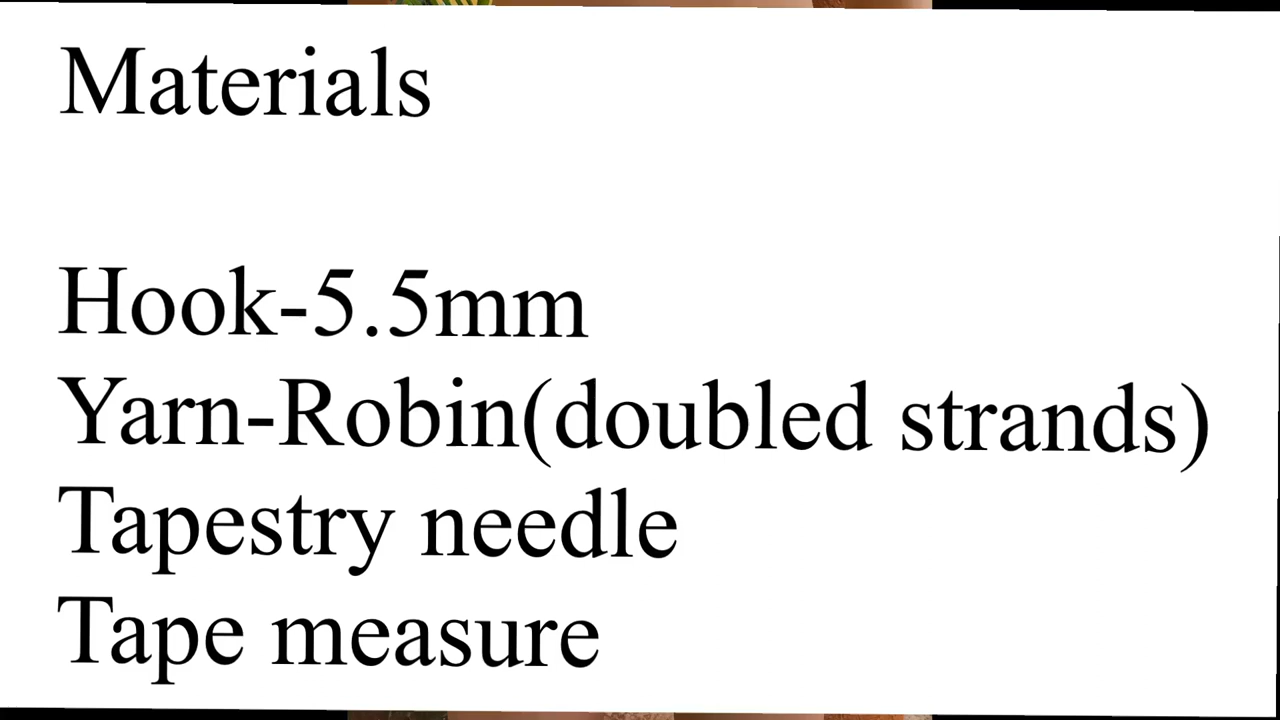 Materials
Hook-5.5mm
Yarn-Robin(doubled strands)
Tapestry needle
Tape measure